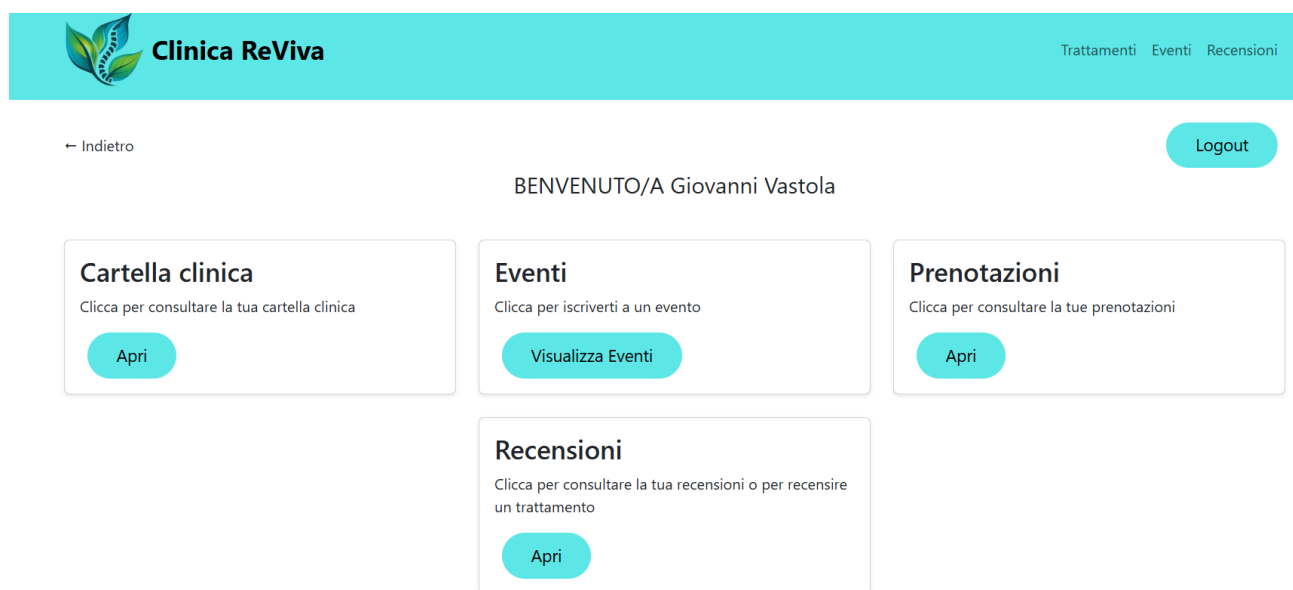 Clinica ReViva
Trattamenti Eventi Recensioni
← Indietro
Logout
BENVENUTO/A Giovanni Vastola
Cartella clinica
Clicca per consultare la tua cartella clinica
Apri
Eventi
Clicca per iscriverti a un evento
Visualizza Eventi
Prenotazioni
Clicca per consultare la tue prenotazioni
Apri
Recensioni
Clicca per consultare la tua recensioni o per recensire
un trattamento
Apri